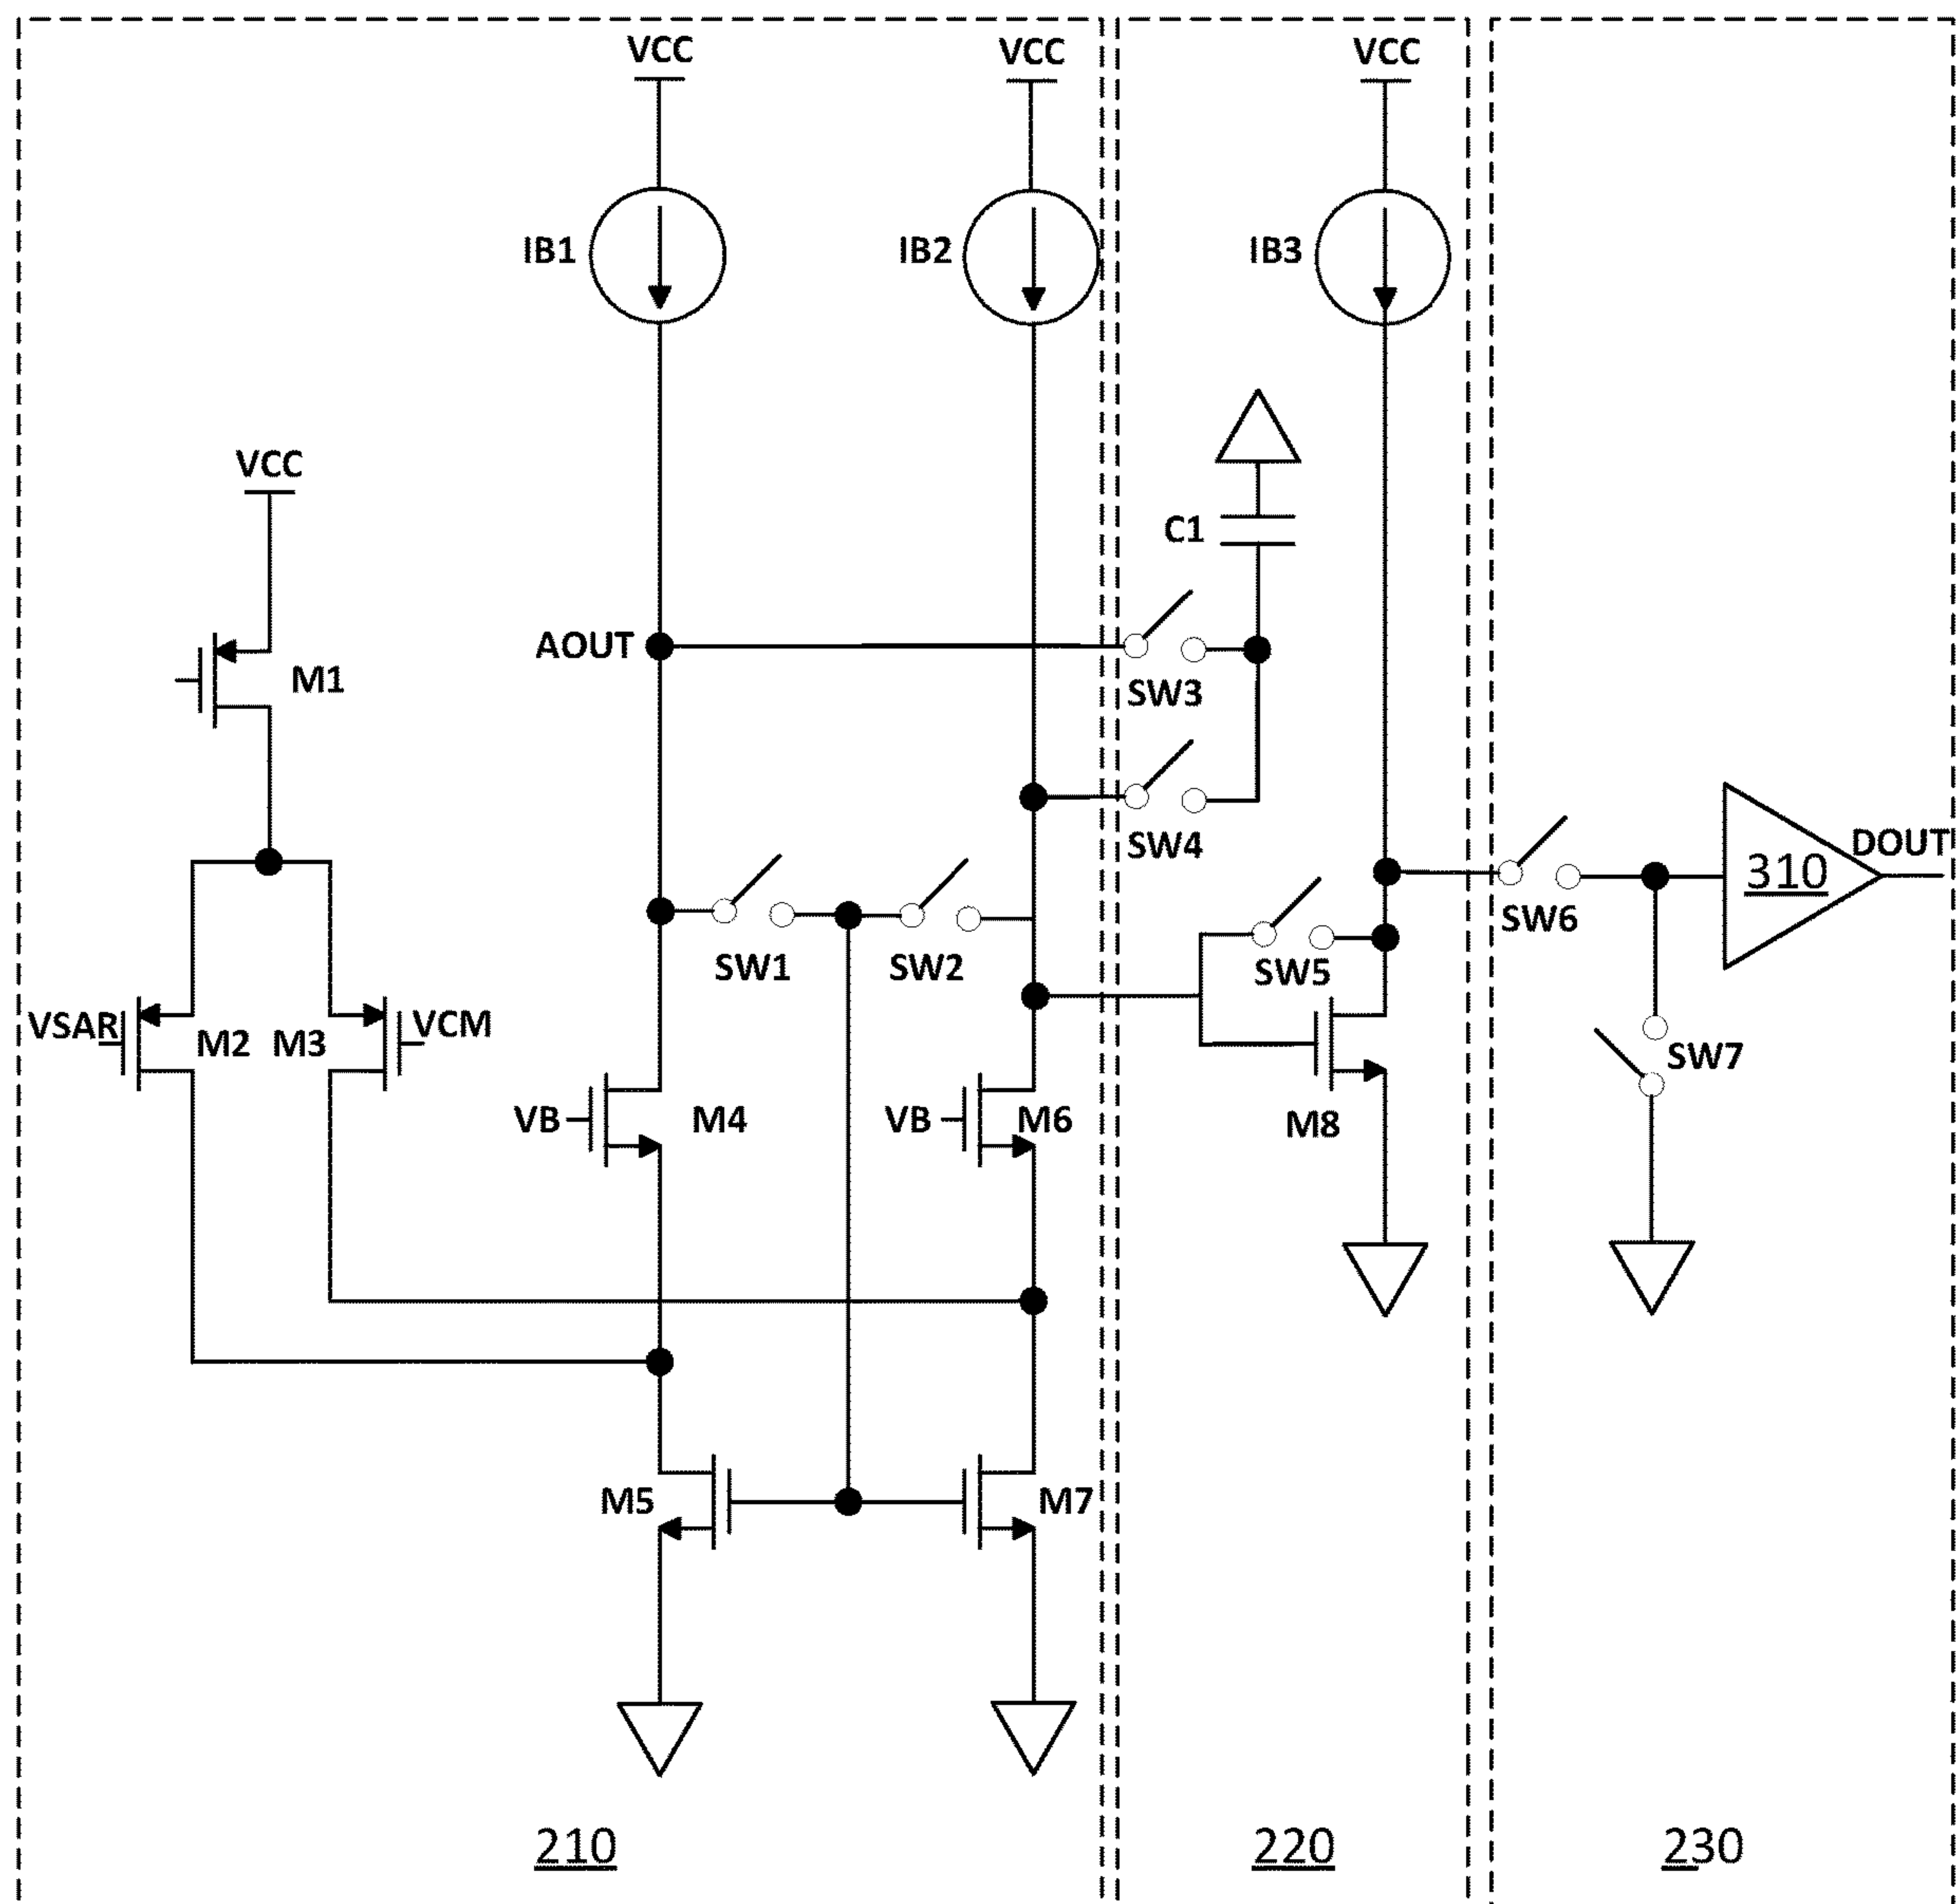 VCC
VCC
VCC
IB1
IB2
IB3
VCC
C1
AOUT
M1
SW3
SW4
DOUT
310
SW6
SW1
SW2
SW5
VSAR
M2
M3
VCM
SW7
VB
M4
VB
M6
M8
M5
M7
210
220
230